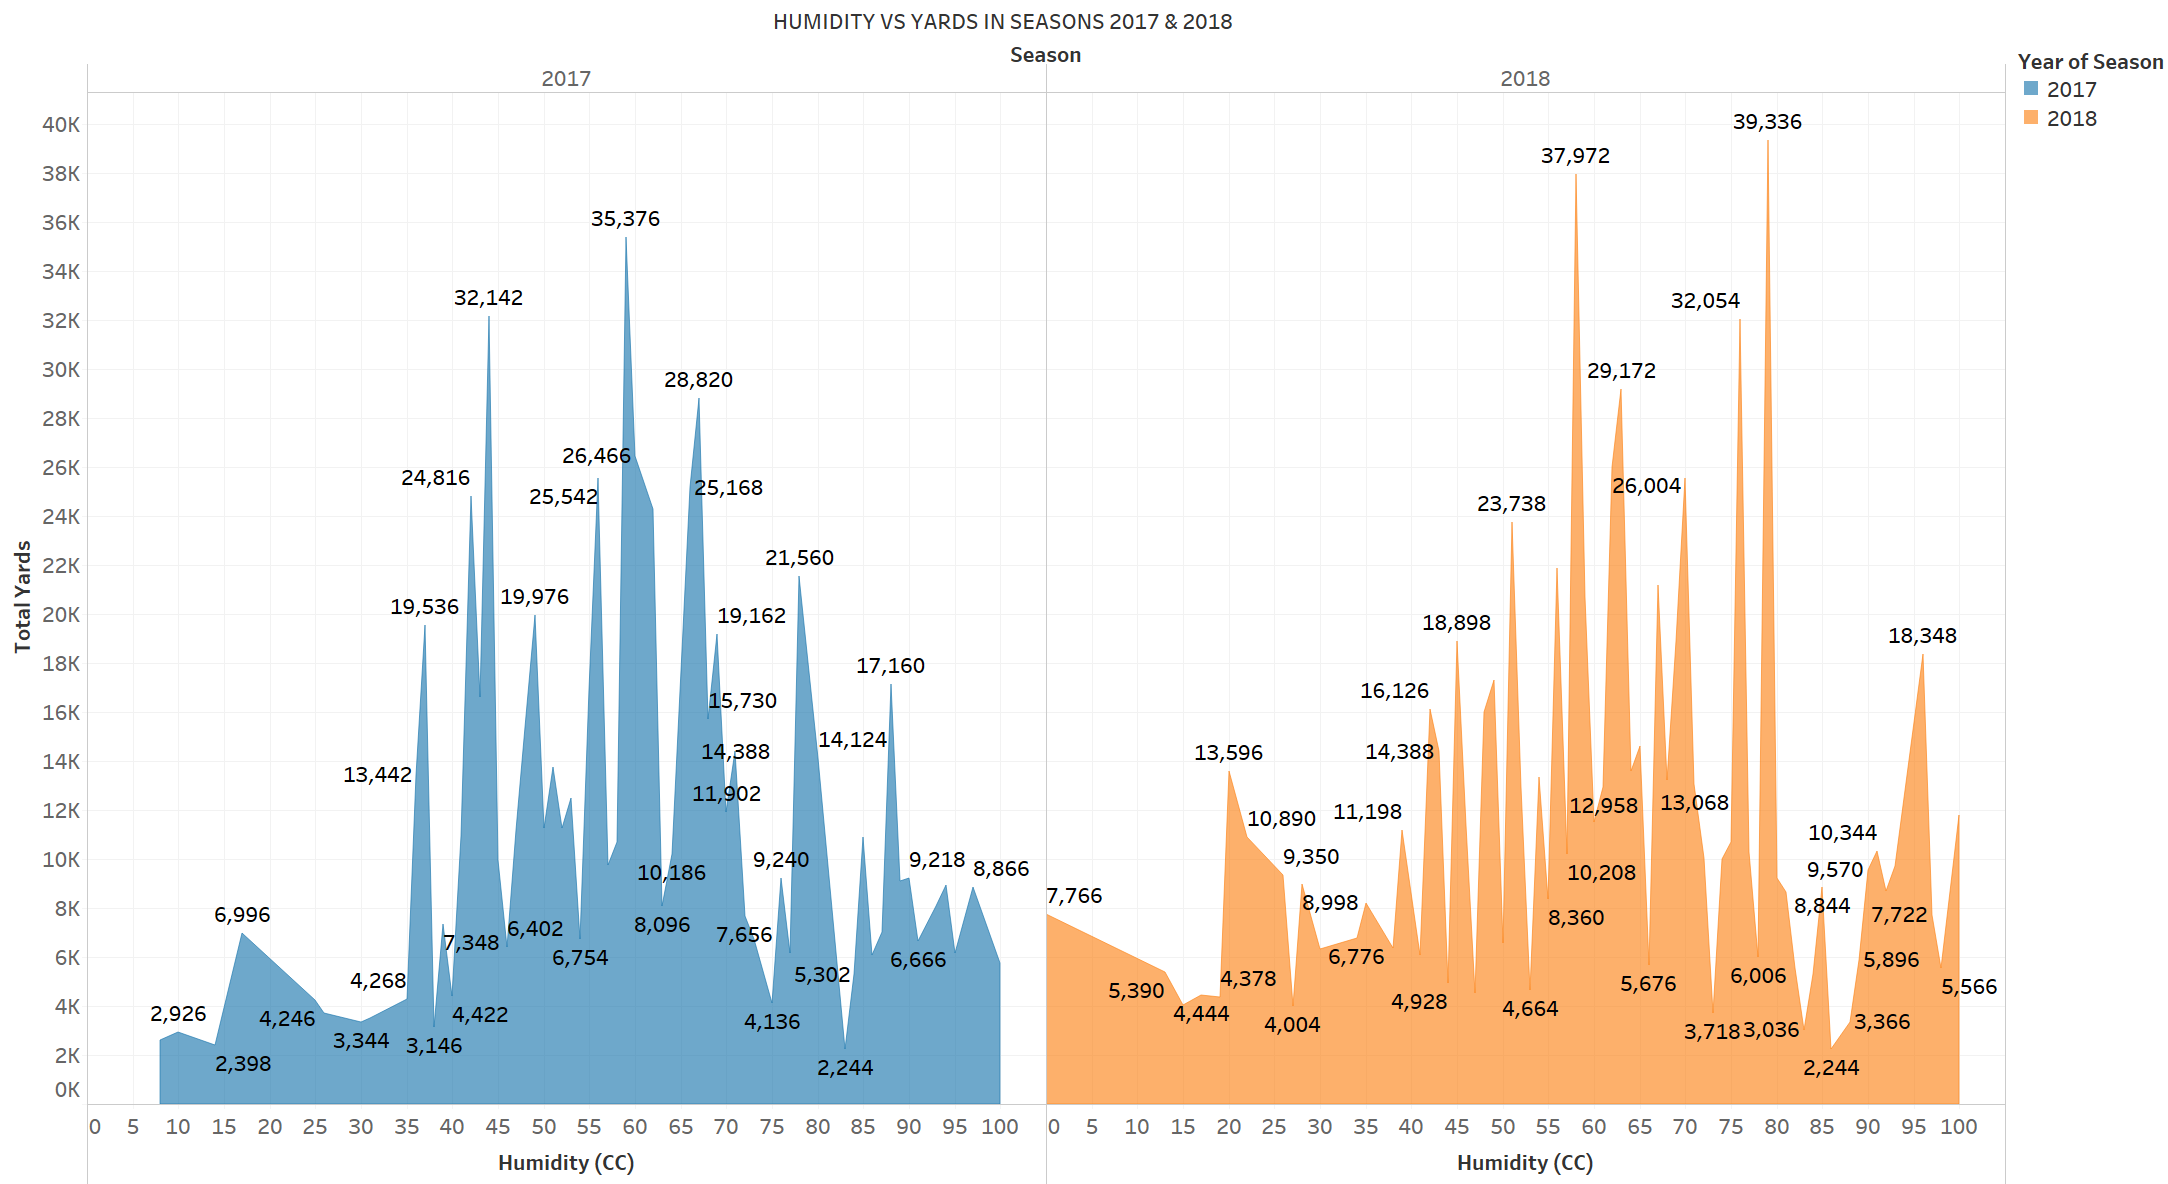 HUMIDITY VS YARDS IN SEASONS 2017 & 2018
Season
2017
2018
Year of Season
2017
2018
Total Yards
40K
38K
36K
34K
32K
30K
28K
26K
24K
22K
20K
18K
16K
14K
12K
10K
8K
6K
4K
2K
0K
2,926
2,398
6,996
4,246
3,344
4,268
13,442
19,536
3,146
7,348
4,422
24,816
32,142
6,402
19,976
6,754
25,542
26,466
35,376
8,096
10,186
25,168
28,820
15,730
19,162
11,902
14,388
7,656
4,136
9,240
21,560
5,302
14,124
2,244
17,160
6,666
9,218
8,866
7,766
5,390
4,444
4,378
13,596
10,890
9,350
4,004
8,998
6,776
11,198
14,388
16,126
4,928
18,898
23,738
4,664
8,360
10,208
37,972
12,958
29,172
26,004
5,676
13,068
3,718
32,054
6,006
39,336
3,036
8,844
9,570
10,344
2,244
3,366
5,896
7,722
18,348
5,566
0 5 10 15 20 25 30 35 40 45 50 55 60 65 70 75 80 85 90 95 100
0 5 10 15 20 25 30 35 40 45 50 55 60 65 70 75 80 85 90 95 100
Humidity (CC)
Humidity (CC)